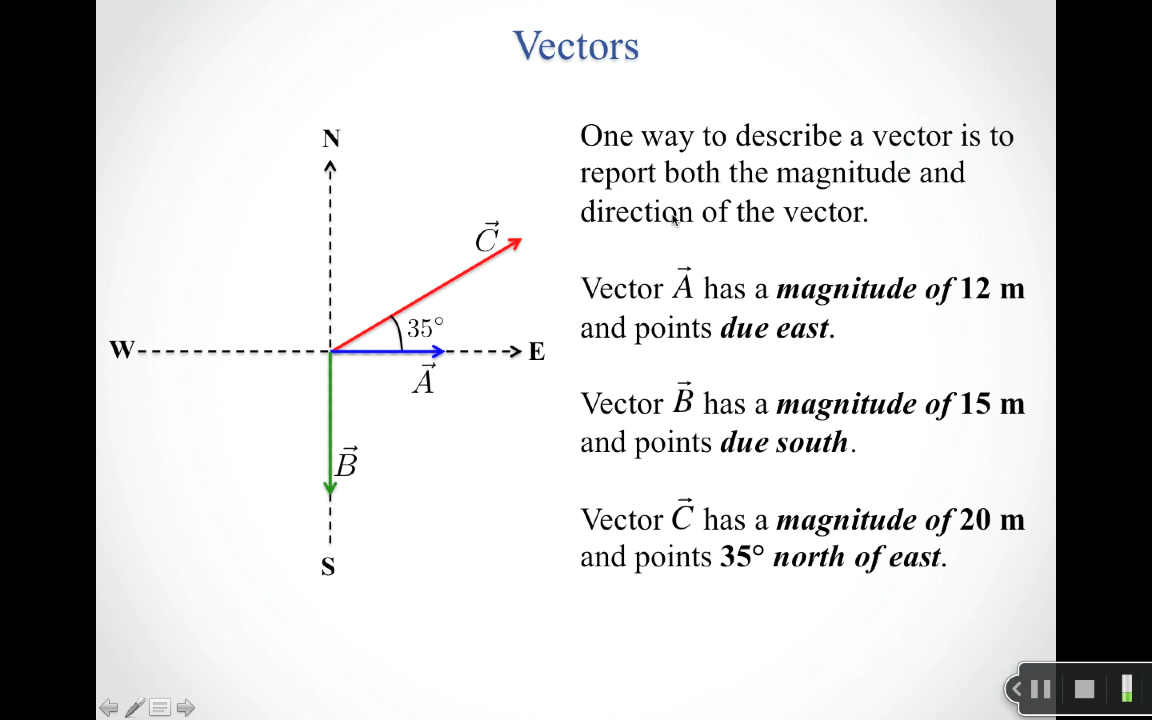 Vectors
N
C⃗
35°
W
E
A⃗
B⃗
S
One way to describe a vector is to
report both the magnitude and
direction of the vector.
Vector A⃗ has a magnitude of 12 m
and points due east.
Vector B⃗ has a magnitude of 15 m
and points due south.
Vector C⃗ has a magnitude of 20 m
and points 35° north of east.